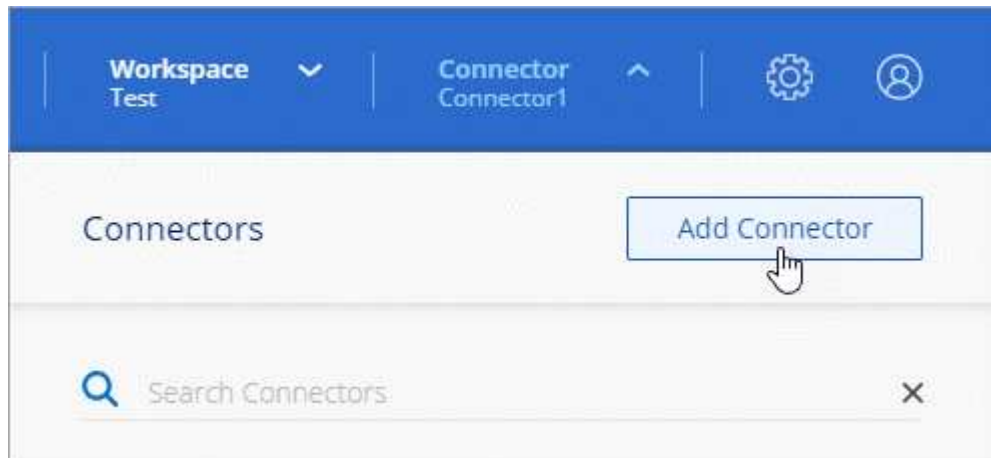 Workspace
Test
Connector
Connector1
Connectors
Add Connector
Search Connectors